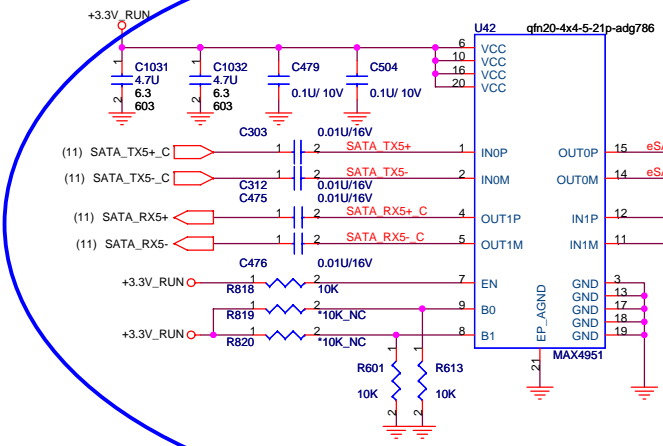 +3.3V_RUN
U42 qfn20-4x4-5-21p-adg786
6 VCC
10 VCC
16 VCC
20 VCC
1 C1031 1 C1032 C479 C504
4.7U 4.7U
6.3 6.3 0.1U/ 10V 0.1U/ 10V
2 603 2 603
C303 0.01U/16V
(11) SATA_TX5+_C 1 2 SATA_TX5+ 1 IN0P OUT0P 15 eSA
(11) SATA_TX5-_C 1 2 SATA_TX5- 2 IN0M OUT0M 14 eSA
C312 0.01U/16V
C475 0.01U/16V
(11) SATA_RX5+ 1 2 SATA_RX5+_C 4 OUT1P IN1P 12
(11) SATA_RX5- 1 2 SATA_RX5-_C 5 OUT1M IN1M 11
C476 0.01U/16V
+3.3V_RUN 1 2 7 EN GND 3
R818 10K GND 13
R819 1 2 *10K_NC 9 B0 GND 17
GND 18
+3.3V_RUN 1 2 8 B1 GND 19
R820 *10K_NC
EP_AGND
21
MAX4951
1 1
R601 R613
10K 10K
2 2